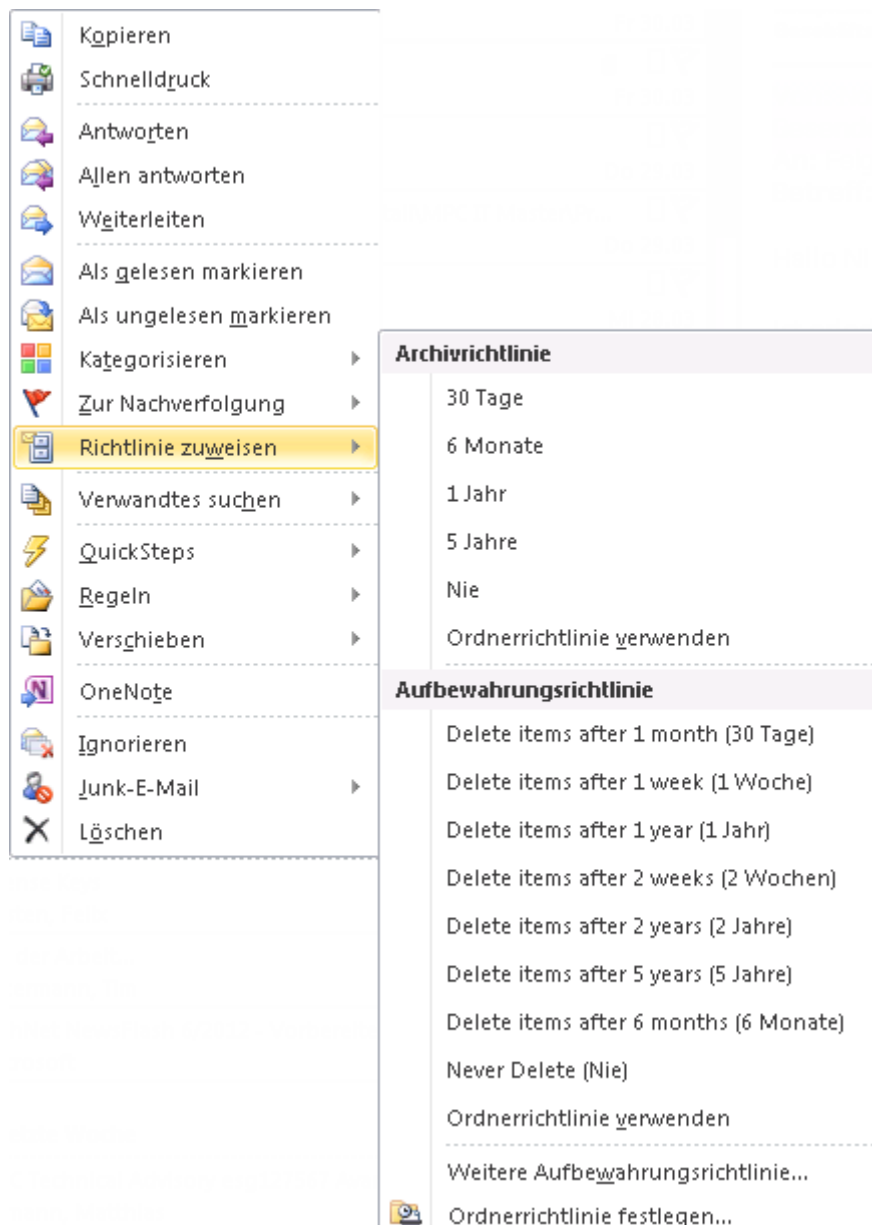 Kopieren
Schnelldruck
Antworten
Allen antworten
Weiterleiten
Als gelesen markieren
Als ungelesen markieren
Kategorisieren
Zur Nachverfolgung
Richtlinie zuweisen
Verwandtes suchen
QuickSteps
Regeln
Verschieben
OneNote
Ignorieren
Junk-E-Mail
Löschen
Archivrichtlinie
30 Tage
6 Monate
1 Jahr
5 Jahre
Nie
Ordnerrichtlinie verwenden
Aufbewahrungsrichtlinie
Delete items after 1 month (30 Tage)
Delete items after 1 week (1 Woche)
Delete items after 1 year (1 Jahr)
Delete items after 2 weeks (2 Wochen)
Delete items after 2 years (2 Jahre)
Delete items after 5 years (5 Jahre)
Delete items after 6 months (6 Monate)
Never Delete (Nie)
Ordnerrichtlinie verwenden
Weitere Aufbewahrungsrichtlinie...
Ordnerrichtlinie festlegen...